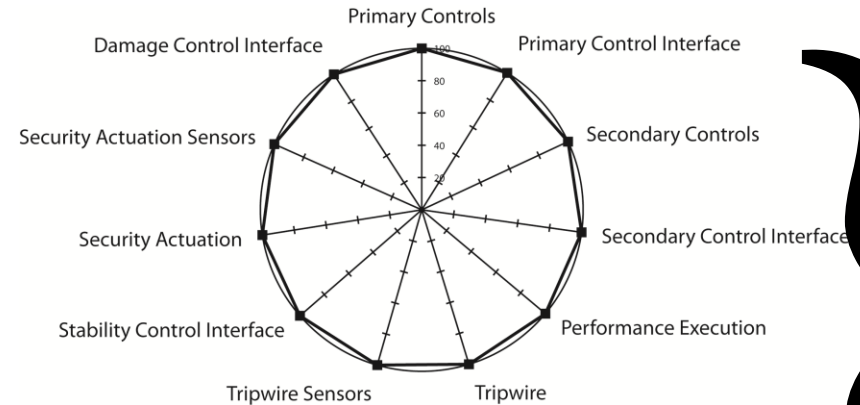 Primary Controls
Damage Control Interface
Primary Control Interface
100
80
Security Actuation Sensors
Secondary Controls
60
40
20
Security Actuation
Secondary Control Interface
Stability Control Interface
Performance Execution
Tripwire Sensors
Tripwire